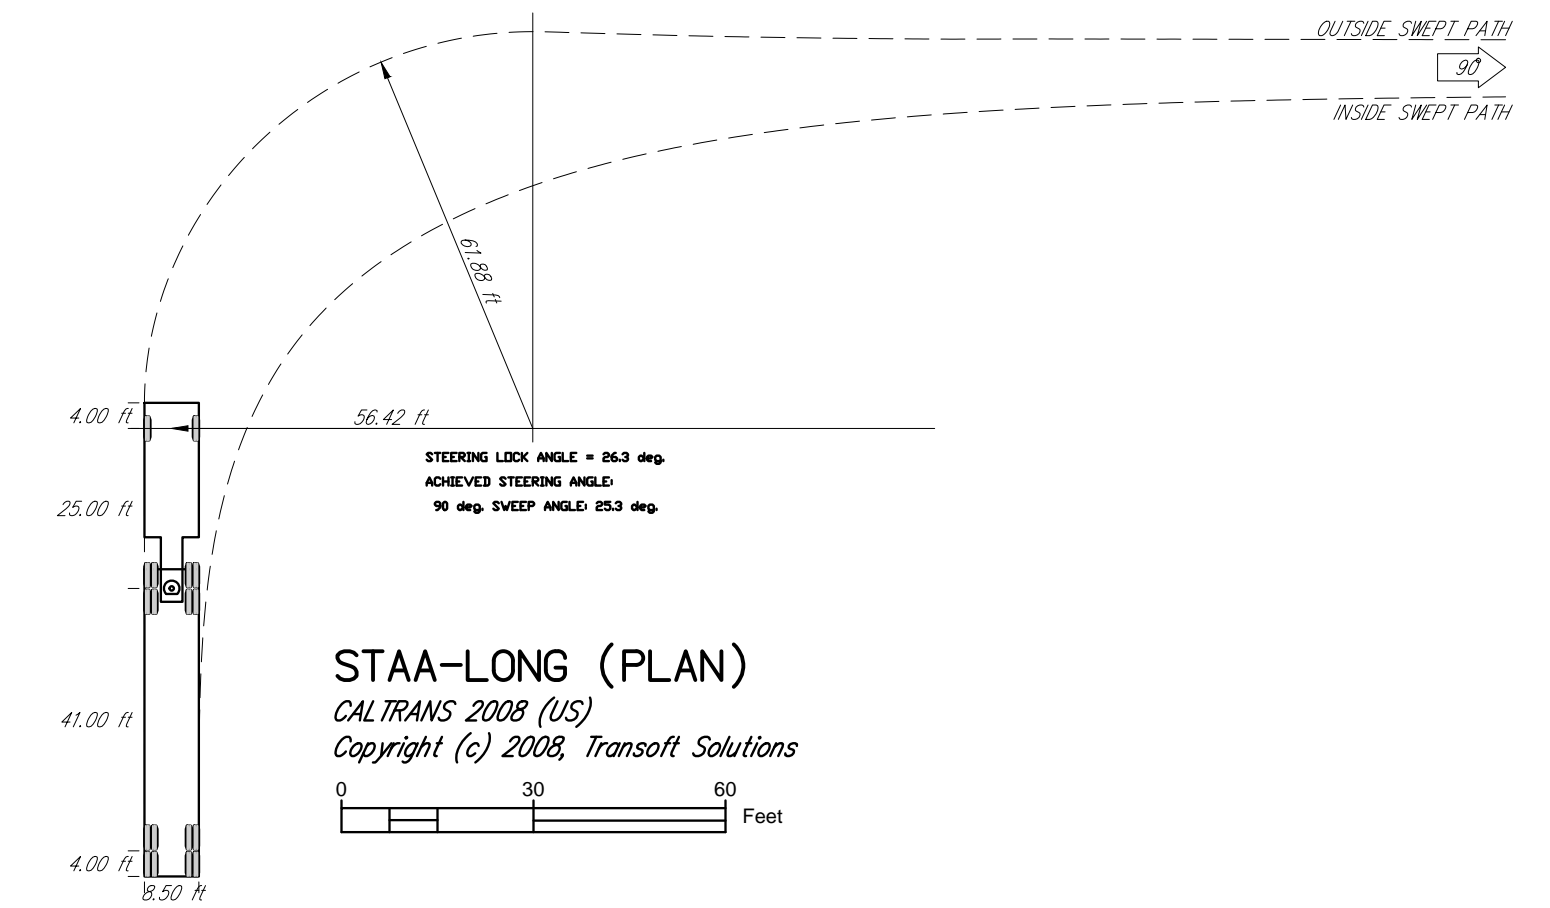 OUTSIDE SWEPT PATH
90°
INSIDE SWEPT PATH
61.88 ft
4.00 ft
56.42 ft
STEERING LOCK ANGLE = 26.3 deg.
ACHIEVED STEERING ANGLE:
90 deg. SWEEP ANGLE: 25.3 deg.
25.00 ft
STAA-LONG (PLAN)
CALTRANS 2008 (US)
41.00 ft
Copyright (c) 2008, Transoft Solutions
0 30 60
Feet
4.00 ft
8.50 ft